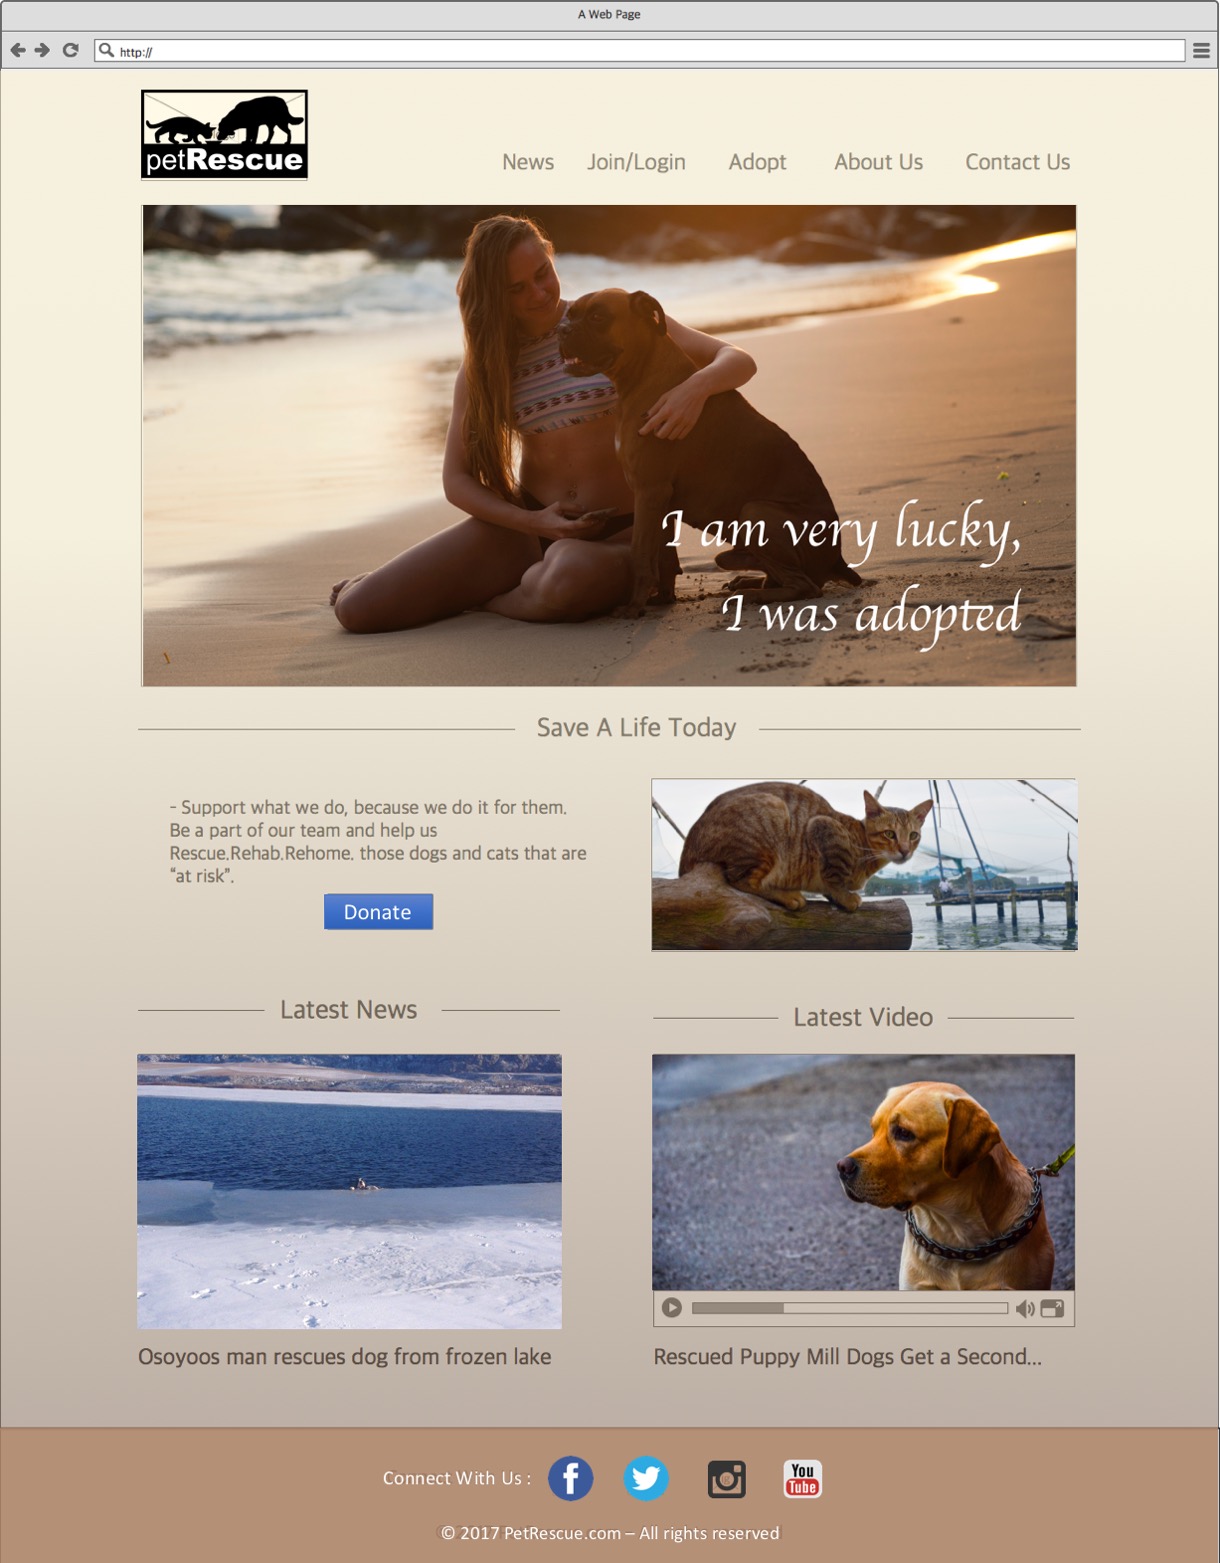 A Web Page
http://
petRescue
News Join/Login Adopt About Us Contact Us
I am very lucky,
I was adopted
Save A Life Today
- Support what we do, because we do it for them.
Be a part of our team and help us
Rescue.Rehab.Rehome. those dogs and cats that are
“at risk”.
Donate
Latest News
Latest Video
Osoyoos man rescues dog from frozen lake
Rescued Puppy Mill Dogs Get a Second...
Connect With Us :
You
Tube
© 2017 PetRescue.com – All rights reserved